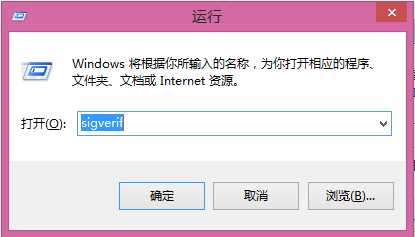 运行
Windows 将根据你所输入的名称，为你打开相应的程序、
文件夹、文档或 Internet 资源。
打开(O): sigverif
确定 取消 浏览(B)...